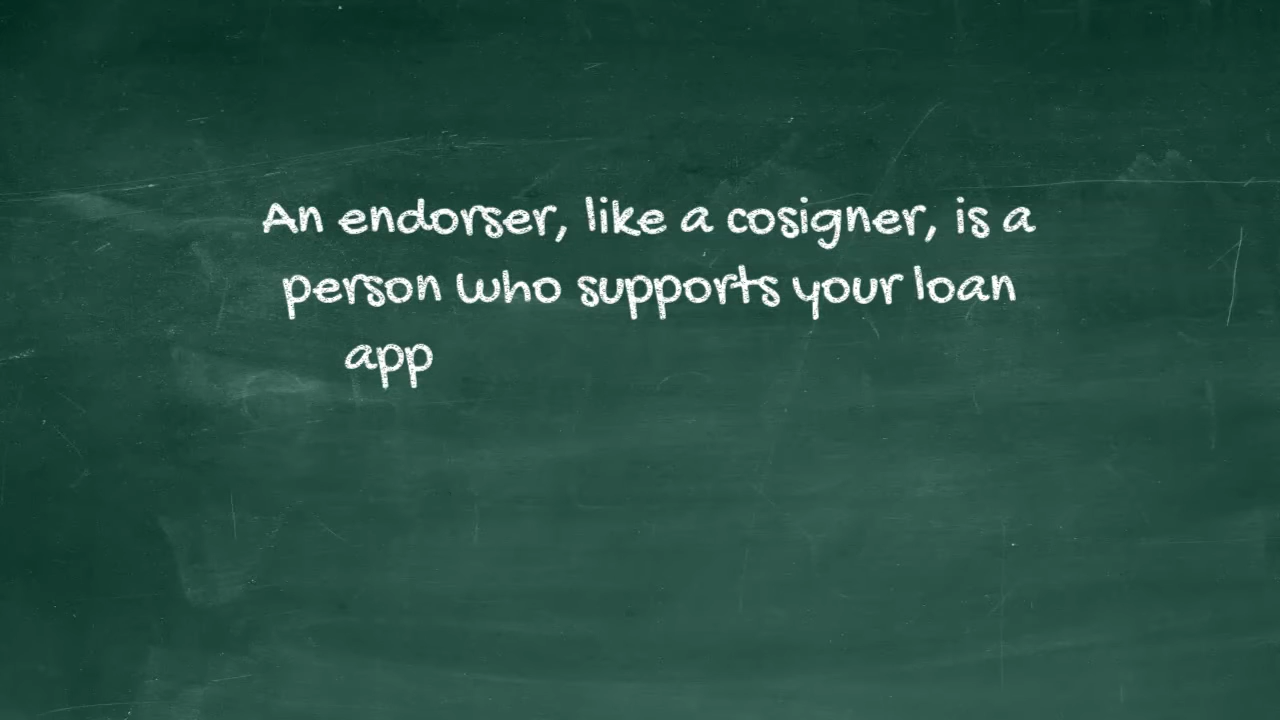 An endorser, like a cosigner, is a
person who supports your loan
app